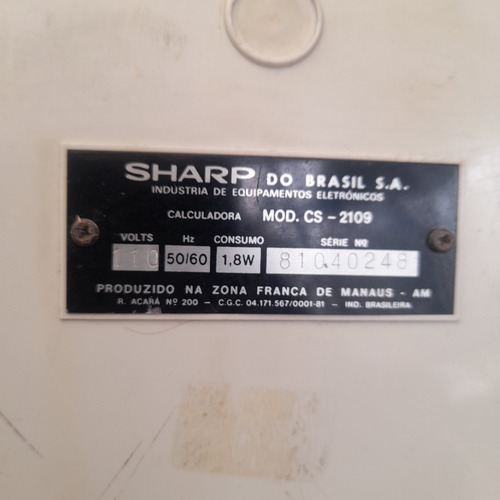 SHARP DO BRASIL S.A.
INDUSTRIA DE EQUIPAMENTOS ELETRÔNICOS
CALCULADORA MOD. CS - 2109
VOLTS Hz CONSUMO SÉRIE Nº
110 50/60 1,8W 81040248
PRODUZIDO NA ZONA FRANCA DE MANAUS - AM
R. ACARÁ Nº 200 - C.G.C. 04.171.567/0001-81 - IND. BRASILEIRA